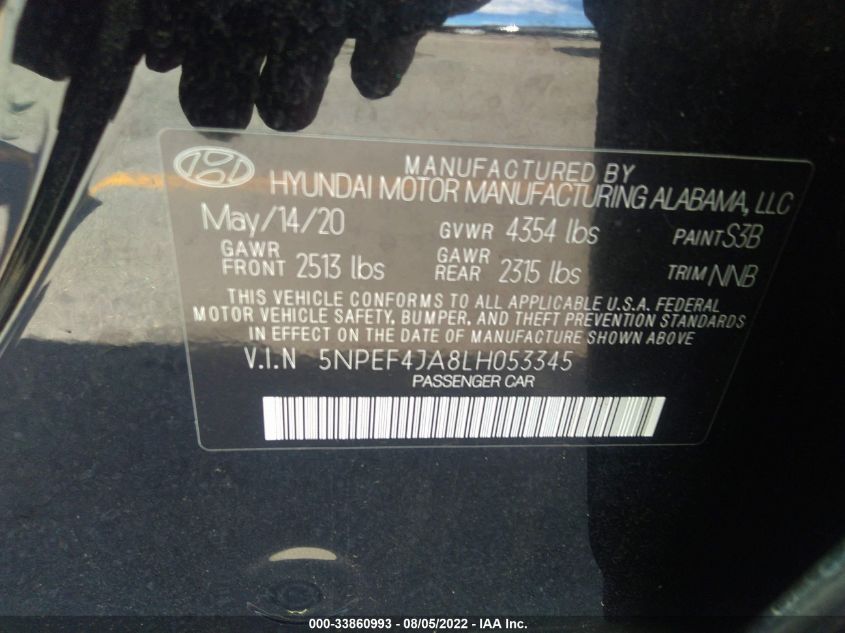 MANUFACTURED BY
HYUNDAI MOTOR MANUFACTURING ALABAMA, LLC
May/14/20 GVWR 4354 lbs PAINT S3B
GAWR FRONT 2513 lbs GAWR REAR 2315 lbs TRIM NNB
THIS VEHICLE CONFORMS TO ALL APPLICABLE U.S.A. FEDERAL
MOTOR VEHICLE SAFETY, BUMPER, AND THEFT PREVENTION STANDARDS
IN EFFECT ON THE DATE OF MANUFACTURE SHOWN ABOVE.
V.I.N 5NPEF4JA8LH053345
PASSENGER CAR
000-33860993 - 08/05/2022 - IAA Inc.